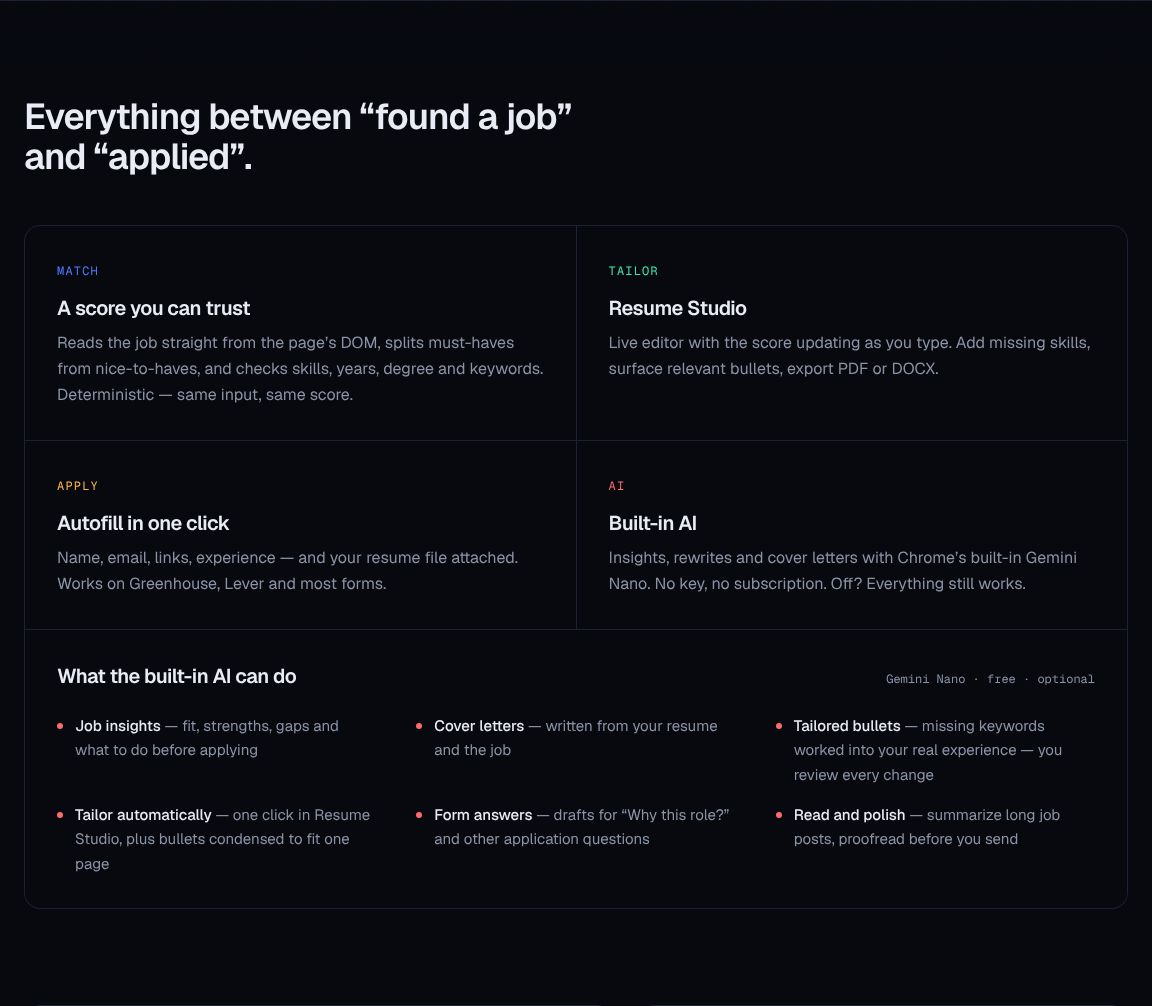 Everything between “found a job”
and “applied”.
MATCH
A score you can trust
Reads the job straight from the page’s DOM, splits must-haves
from nice-to-haves, and checks skills, years, degree and keywords.
Deterministic — same input, same score.
TAILOR
Resume Studio
Live editor with the score updating as you type. Add missing skills,
surface relevant bullets, export PDF or DOCX.
APPLY
Autofill in one click
Name, email, links, experience — and your resume file attached.
Works on Greenhouse, Lever and most forms.
AI
Built-in AI
Insights, rewrites and cover letters with Chrome’s built-in Gemini
Nano. No key, no subscription. Off? Everything still works.
What the built-in AI can do
Gemini Nano · free · optional
Job insights — fit, strengths, gaps and
what to do before applying
Cover letters — written from your resume
and the job
Tailored bullets — missing keywords
worked into your real experience — you
review every change
Tailor automatically — one click in Resume
Studio, plus bullets condensed to fit one
page
Form answers — drafts for “Why this role?”
and other application questions
Read and polish — summarize long job
posts, proofread before you send